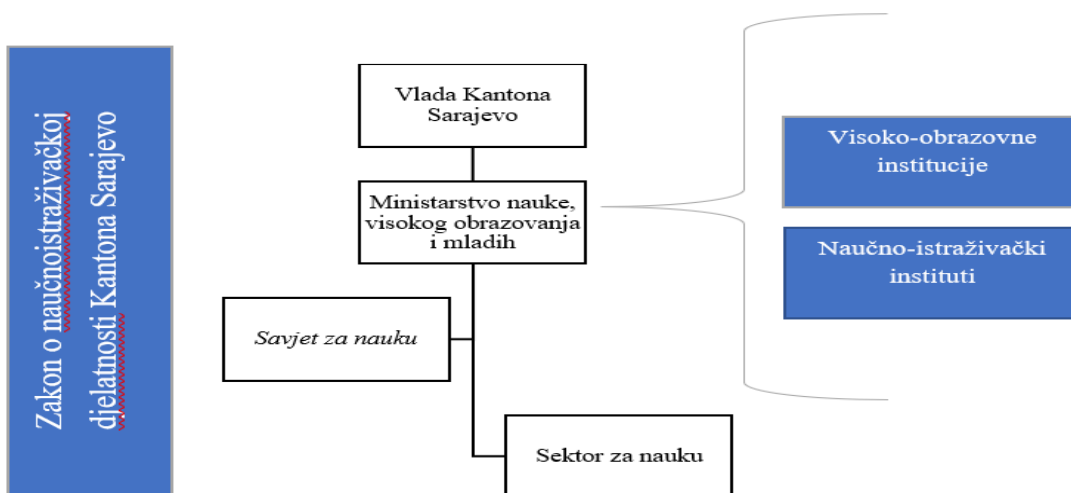 Zakon o naučnoistraživačkoj
djelatnosti Kantona Sarajevo
Vlada Kantona
Sarajevo
Ministarstvo nauke,
visokog obrazovanja
i mladih
Savjet za nauku
Sektor za nauku
Visoko-obrazovne
institucije
Naučno-istraživački
instituti